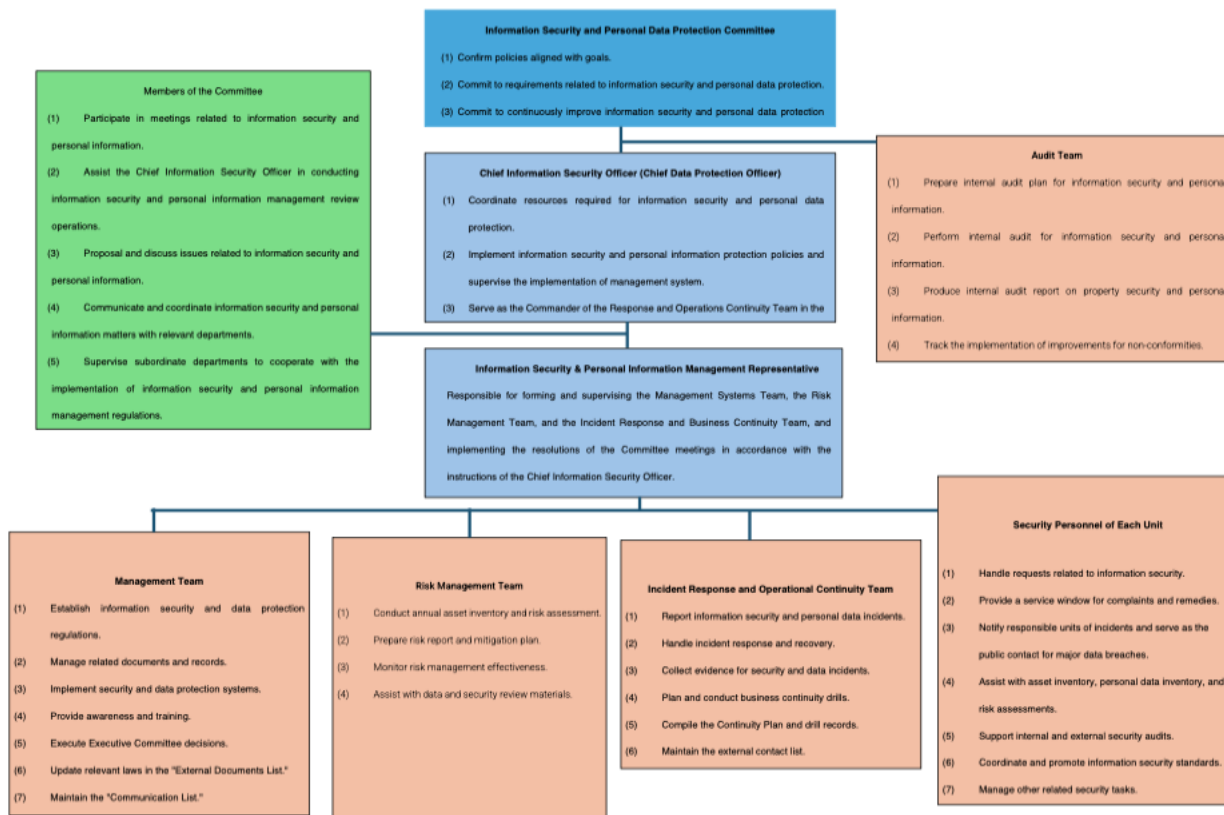 Information Security and Personal Data Protection Committee
(1) Confirm policies aligned with goals.
(2) Commit to requirements related to information security and personal data protection.
(3) Commit to continuously improve information security and personal data protection
Members of the Committee
(1) Participate in meetings related to information security and
personal information.
(2) Assist the Chief Information Security Officer in conducting
information security and personal information management review
operations.
(3) Proposal and discuss issues related to information security and
personal information.
(4) Communicate and coordinate information security and personal
information matters with relevant departments.
(5) Supervise subordinate departments to cooperate with the
implementation of information security and personal information
management regulations.
Chief Information Security Officer (Chief Data Protection Officer)
(1) Coordinate resources required for information security and personal data
protection.
(2) Implement information security and personal information protection policies and
supervise the implementation of management system.
(3) Serve as the Commander of the Response and Operations Continuity Team in the
Audit Team
(1) Prepare internal audit plan for information security and persona
information.
(2) Perform internal audit for information security and persona
information.
(3) Produce internal audit report on property security and persona
information.
(4) Track the implementation of improvements for non-conformities.
Information Security & Personal Information Management Representative
Responsible for forming and supervising the Management Systems Team, the Risk
Management Team, and the Incident Response and Business Continuity Team, and
implementing the resolutions of the Committee meetings in accordance with the
instructions of the Chief Information Security Officer.
Management Team
(1) Establish information security and data protection
regulations.
(2) Manage related documents and records.
(3) Implement security and data protection systems.
(4) Provide awareness and training.
(5) Execute Executive Committee decisions.
(6) Update relevant laws in the "External Documents List."
(7) Maintain the "Communication List."
Risk Management Team
(1) Conduct annual asset inventory and risk assessment.
(2) Prepare risk report and mitigation plan.
(3) Monitor risk management effectiveness.
(4) Assist with data and security review materials.
Incident Response and Operational Continuity Team
(1) Report information security and personal data incidents.
(2) Handle incident response and recovery.
(3) Collect evidence for security and data incidents.
(4) Plan and conduct business continuity drills.
(5) Compile the Continuity Plan and drill records.
(6) Maintain the external contact list.
Security Personnel of Each Unit
(1) Handle requests related to information security.
(2) Provide a service window for complaints and remedies.
(3) Notify responsible units of incidents and serve as the
public contact for major data breaches.
(4) Assist with asset inventory, personal data inventory, and
risk assessments.
(5) Support internal and external security audits.
(6) Coordinate and promote information security standards.
(7) Manage other related security tasks.